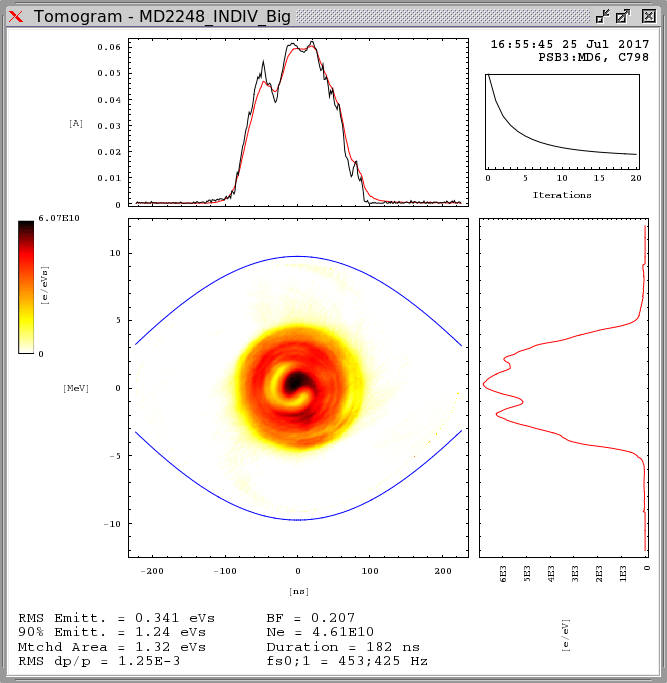 Tomogram - MD2248_INDIV_Big
16:55:45 25 Jul 2017
PSB3:MD6, C798
0.06
0.05
0.04
[A]
0.03
0.02
0.01
0
0 5 10 15 20
Iterations
6.07E10
[e/eVs]
0
10
5
[MeV] 0
-5
-10
-200 -100 0 100 200
[ns]
6E3 5E3 4E3 3E3 2E3 1E3 0
[e/eV]
RMS Emitt. = 0.341 eVs BF = 0.207
90% Emitt. = 1.24 eVs Ne = 4.61E10
Mtchd Area = 1.32 eVs Duration = 182 ns
RMS dp/p = 1.25E-3 fs0;1 = 453;425 Hz